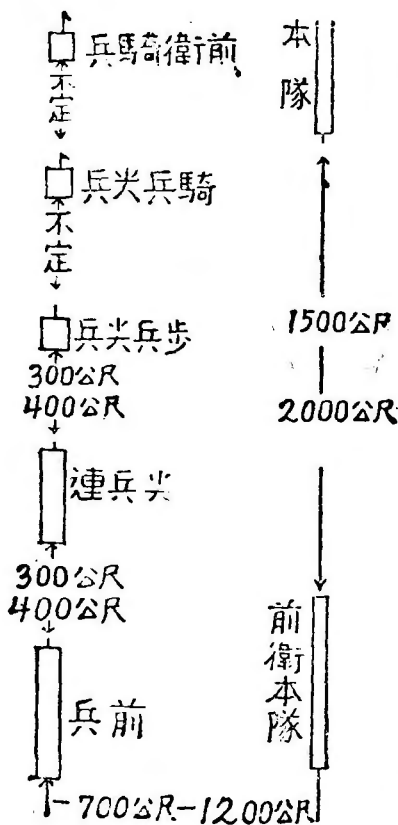 前衛騎兵
不定
騎兵尖兵
不定
步兵尖兵
300公尺
400公尺
尖兵連
300公尺
400公尺
前兵
700公尺-1200公尺
本隊
1500公尺
2000公尺
前衛本隊